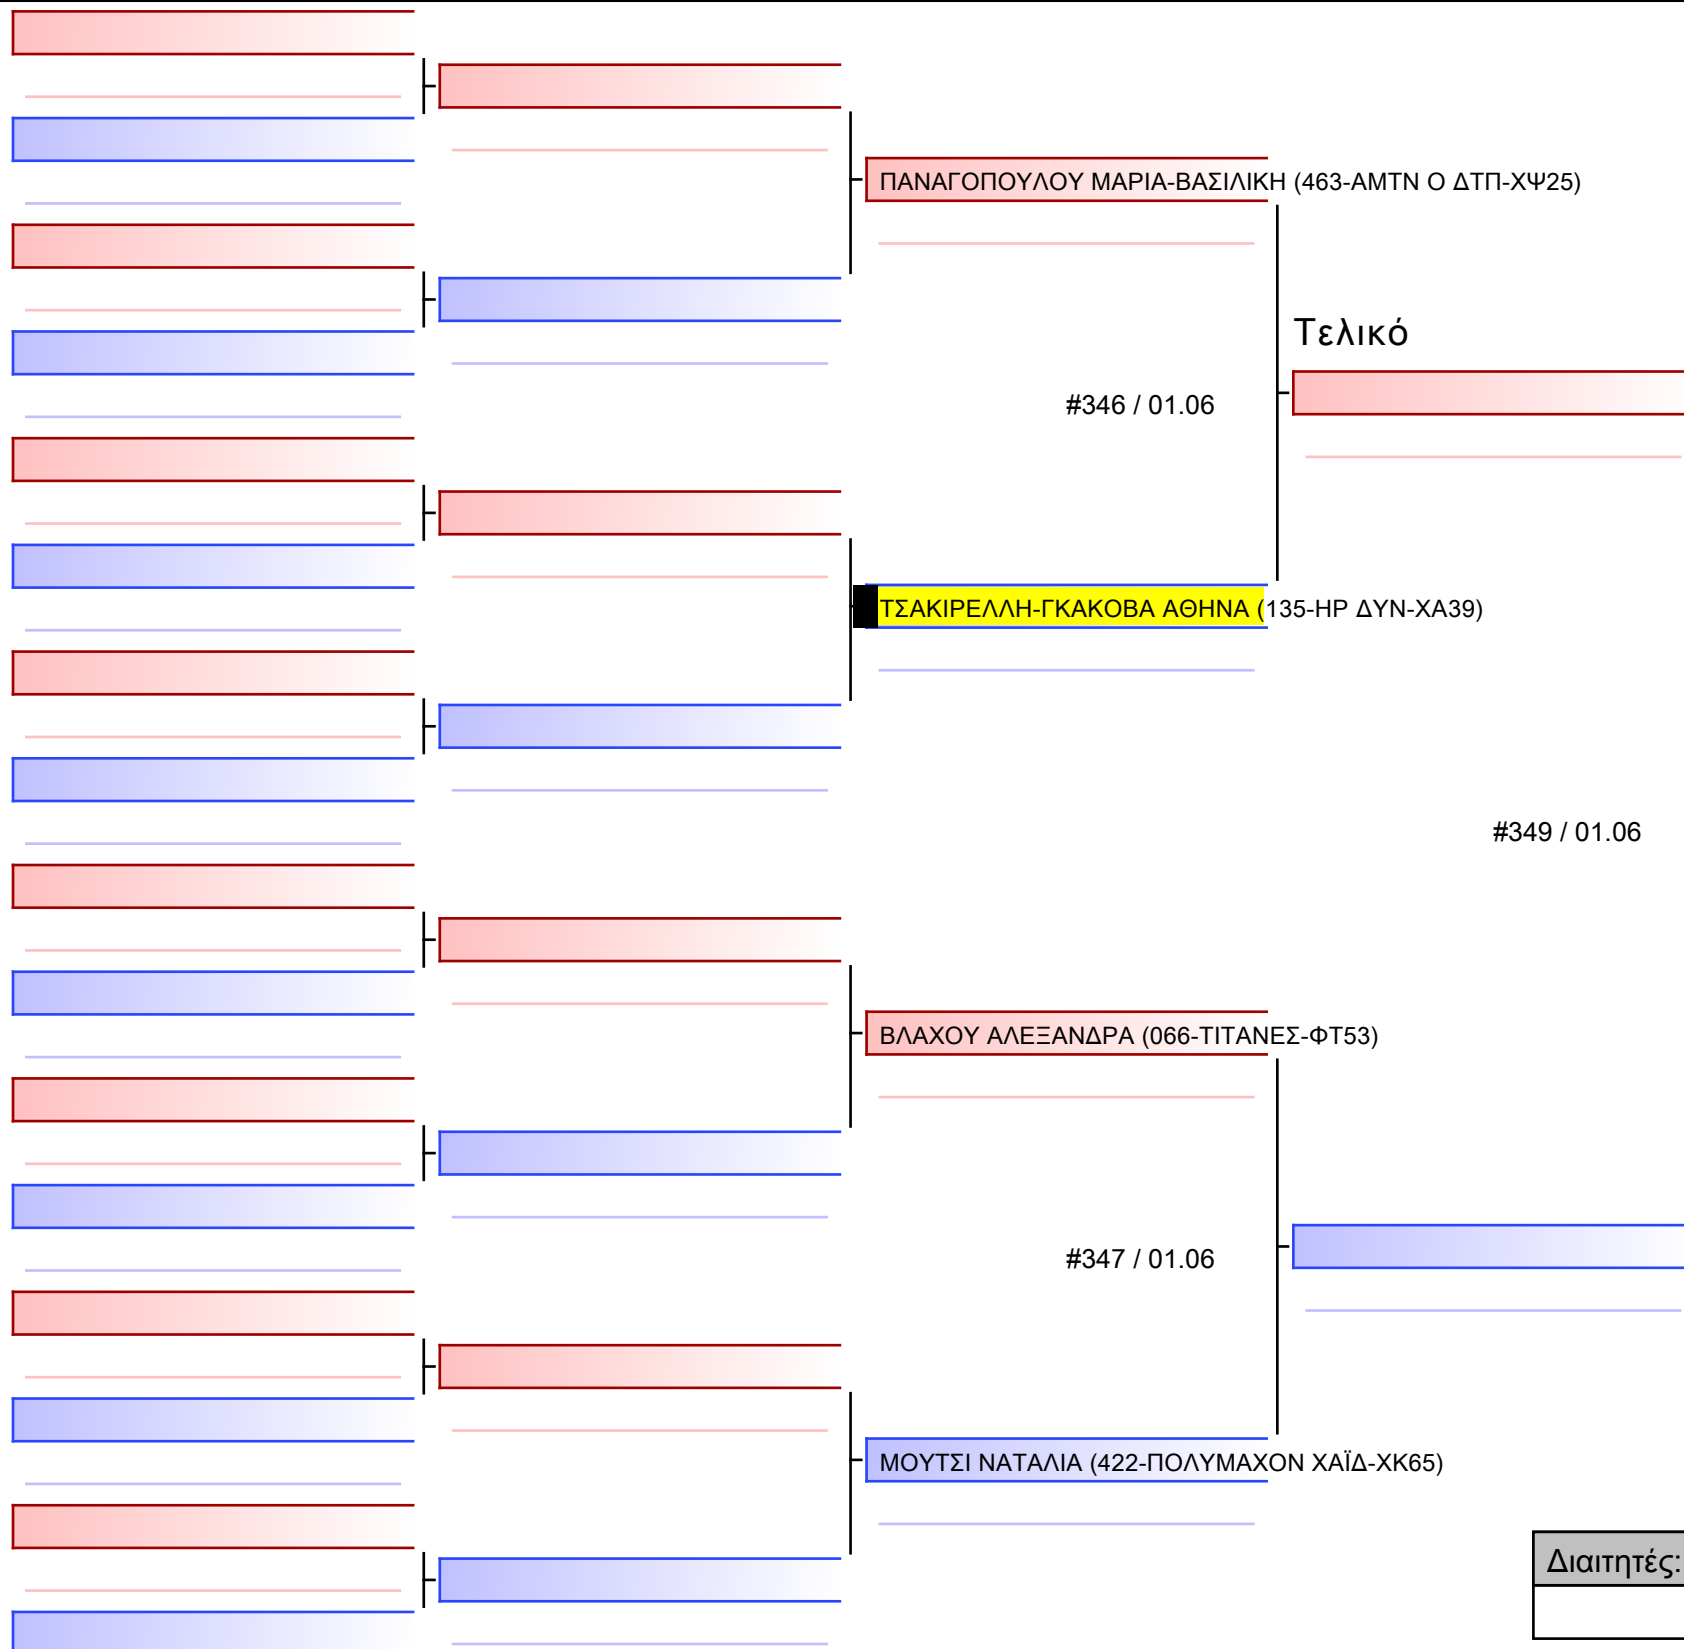 ΠΑΝΑΓΟΠΟΥΛΟΥ ΜΑΡΙΑ-ΒΑΣΙΛΙΚΗ (463-ΑΜΤΝ Ο ΔΤΠ-ΧΨ25)
Τελικό
#346 / 01.06
ΤΣΑΚΙΡΕΛΛΗ-ΓΚΑΚΟΒΑ ΑΘΗΝΑ (135-ΗΡ ΔΥΝ-ΧΑ39)
#349 / 01.06
ΒΛΑΧΟΥ ΑΛΕΞΑΝΔΡΑ (066-ΤΙΤΑΝΕΣ-ΦΤ53)
#347 / 01.06
ΜΟΥΤΣΙ ΝΑΤΑΛΙΑ (422-ΠΟΛΥΜΑΧΟΝ ΧΑΪΔ-ΧΚ65)
Διαιτητές: